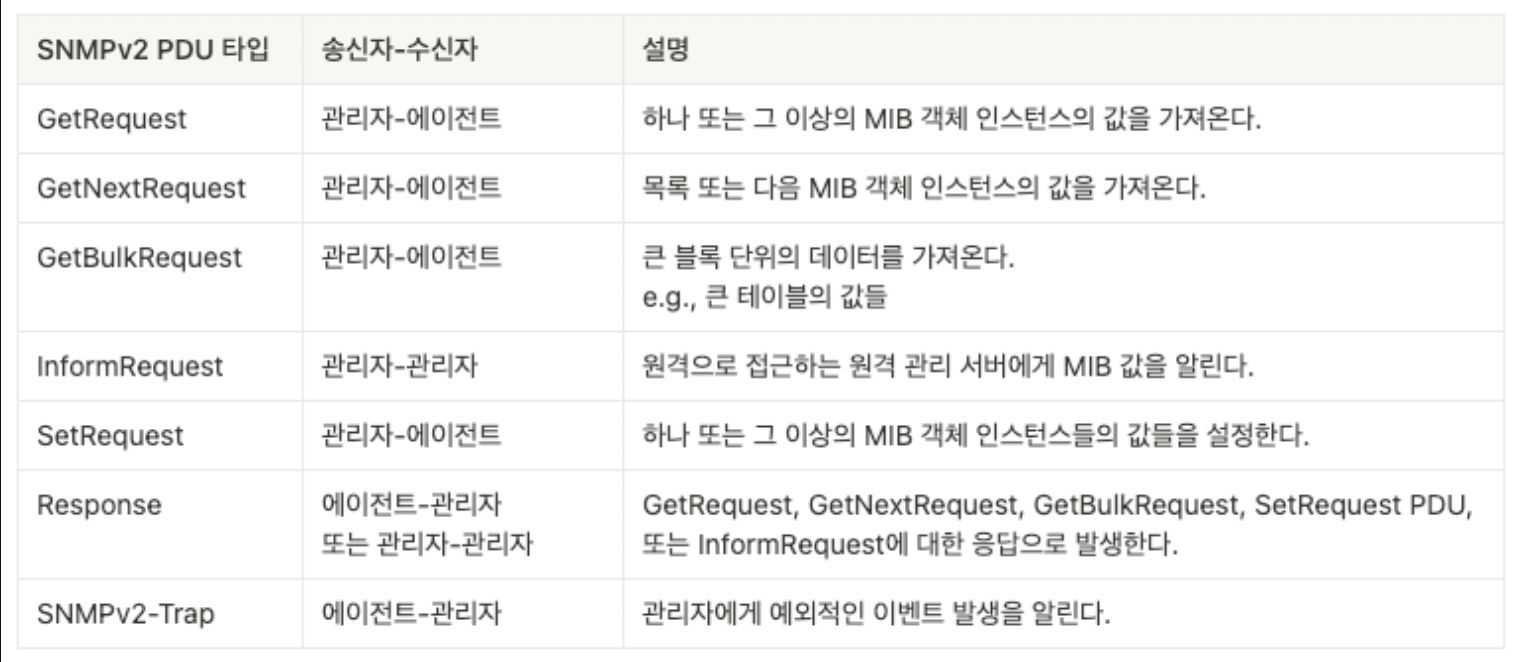 SNMPv2 PDU 타입 송신자-수신자 설명
GetRequest 관리자-에이전트 하나 또는 그 이상의 MIB 객체 인스턴스의 값을 가져온다.
GetNextRequest 관리자-에이전트 목록 또는 다음 MIB 객체 인스턴스의 값을 가져온다.
GetBulkRequest 관리자-에이전트 큰 블록 단위의 데이터를 가져온다.
e.g., 큰 테이블의 값들
InformRequest 관리자-관리자 원격으로 접근하는 원격 관리 서버에게 MIB 값을 알린다.
SetRequest 관리자-에이전트 하나 또는 그 이상의 MIB 객체 인스턴스들의 값들을 설정한다.
Response 에이전트-관리자 GetRequest, GetNextRequest, GetBulkRequest, SetRequest PDU,
또는 관리자-관리자 또는 InformRequest에 대한 응답으로 발생한다.
SNMPv2-Trap 에이전트-관리자 관리자에게 예외적인 이벤트 발생을 알린다.